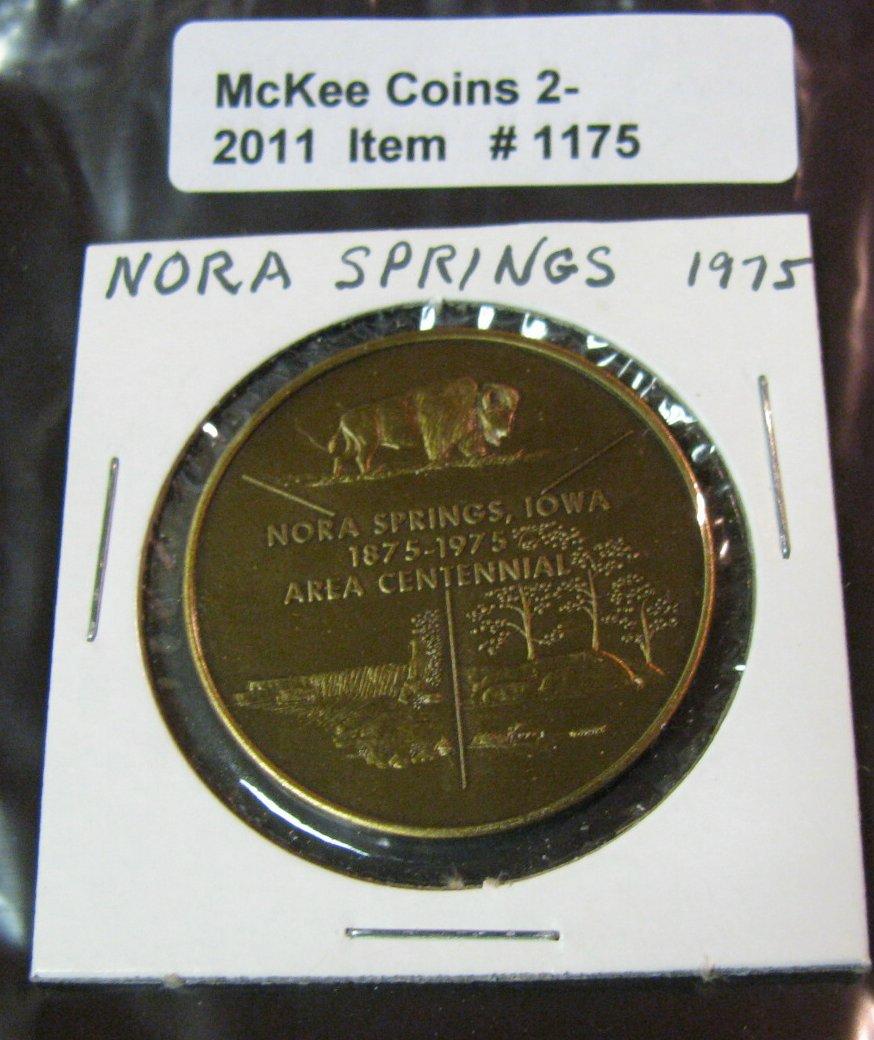 McKee Coins 2-
2011 Item # 1175
NORA SPRINGS 1975
NORA SPRINGS, IOWA
1875-1975
AREA CENTENNIAL